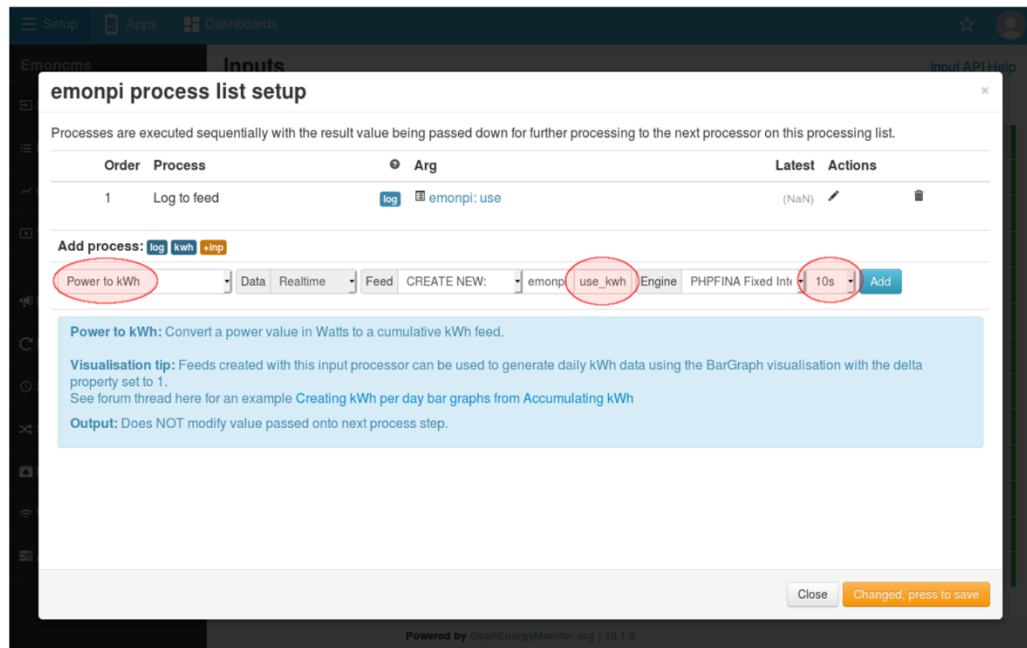 Setup Apps Dashboards
Emoncms
Inputs
Input API Help
emonpi process list setup
×
Processes are executed sequentially with the result value being passed down for further processing to the next processor on this processing list.
Order Process Arg Latest Actions
1 Log to feed log emonpi: use (NaN)
Add process: log kwh +inp
Power to kWh Data Realtime Feed CREATE NEW: emonp use_kwh Engine PHPFINA Fixed Inte 10s Add
Power to kWh: Convert a power value in Watts to a cumulative kWh feed.
Visualisation tip: Feeds created with this input processor can be used to generate daily kWh data using the BarGraph visualisation with the delta
property set to 1.
See forum thread here for an example Creating kWh per day bar graphs from Accumulating kWh
Output: Does NOT modify value passed onto next process step.
Close Changed, press to save
Powered by OpenEnergyMonitor.org | 10.1.9